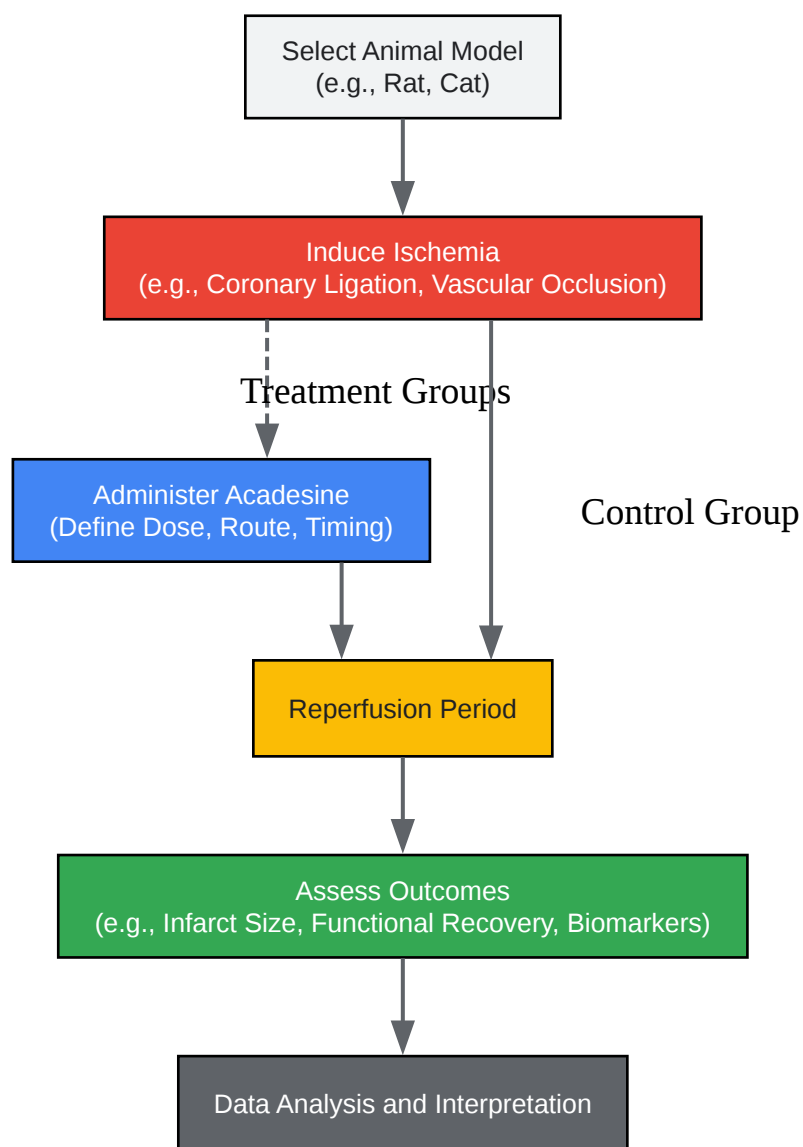 Select Animal Model
(e.g., Rat, Cat)
Induce Ischemia
(e.g., Coronary Ligation, Vascular Occlusion)
Treatment Groups
Administer Acadesine
(Define Dose, Route, Timing)
Control Group
Reperfusion Period
Assess Outcomes
(e.g., Infarct Size, Functional Recovery, Biomarkers)
Data Analysis and Interpretation